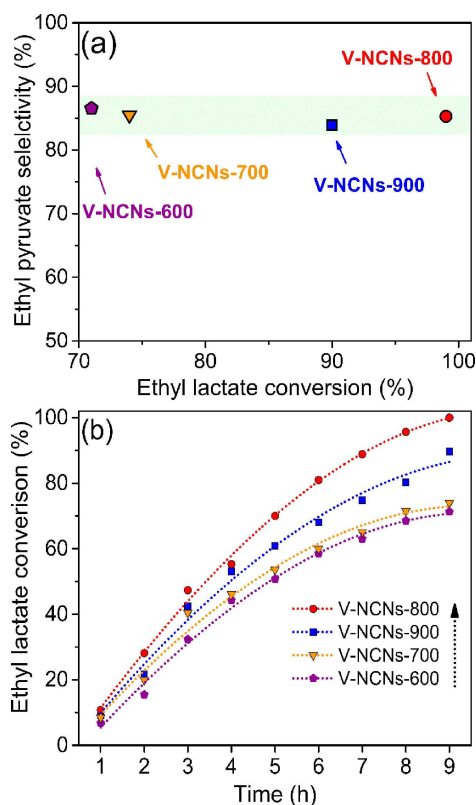 (a)
Ethyl pyruvate selelctivity (%)
100
90
80
70
60
50
V-NCNs-800
V-NCNs-700
V-NCNs-900
V-NCNs-600
70
80
90
100
Ethyl lactate conversion (%)
(b)
Ethyl lactate converison (%)
100
80
60
40
20
0
V-NCNs-800
V-NCNs-900
V-NCNs-700
V-NCNs-600
1 2 3 4 5 6 7 8 9
Time (h)